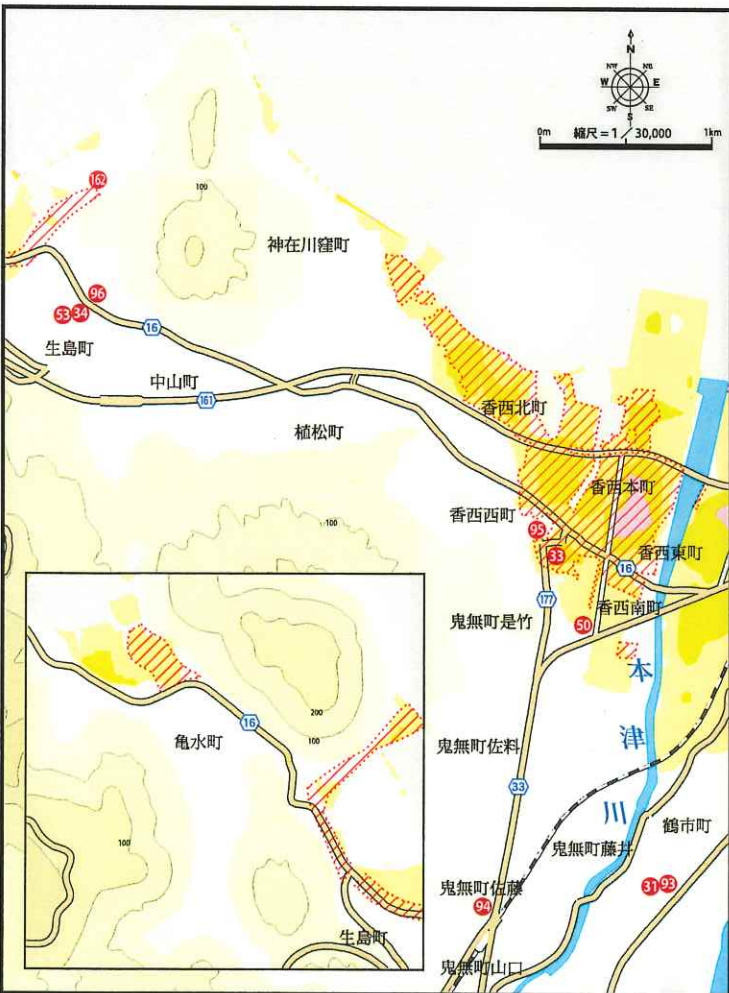 N
NW
NE
W
E
SW
SE
S
0m
縮尺=1/30,000
1km
162
100
神在川窪町
96
53
34
16
生島町
中山町
161
植松町
香西北町
香西本町
100
香西西町
95
33
香西東町
16
177
香西南町
鬼無町是竹
50
本津川
鬼無町佐料
33
鶴市町
鬼無町藤井
31
93
鬼無町佐藤
94
鬼無町山口
200
100
16
亀水町
100
生島町